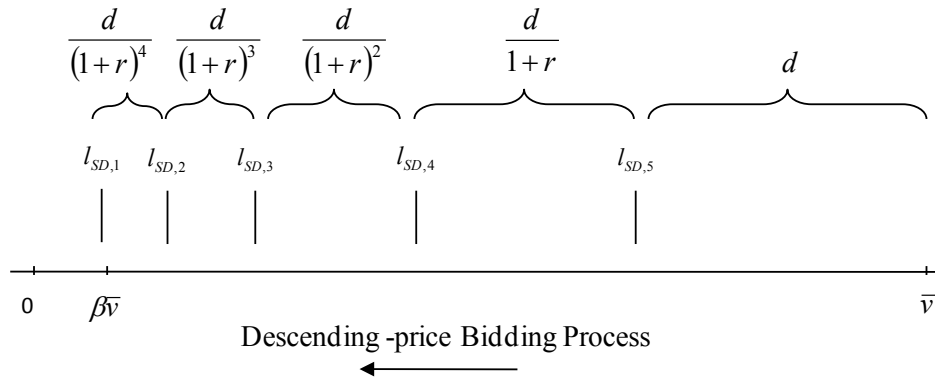 d/(1+r)^4 d/(1+r)^3 d/(1+r)^2 d/1+r d
l_{SD,1} l_{SD,2} l_{SD,3} l_{SD,4} l_{SD,5}
0 βv̅ v̅
Descending-price Bidding Process